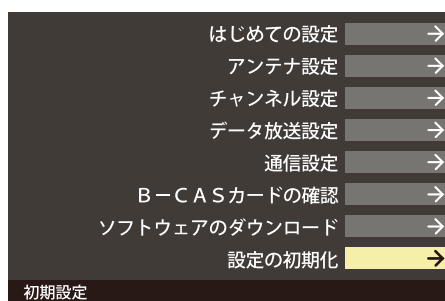 はじめての設定
アンテナ設定
チャンネル設定
データ放送設定
通信設定
Ｂ－ＣＡＳカードの確認
ソフトウェアのダウンロード
設定の初期化
初期設定